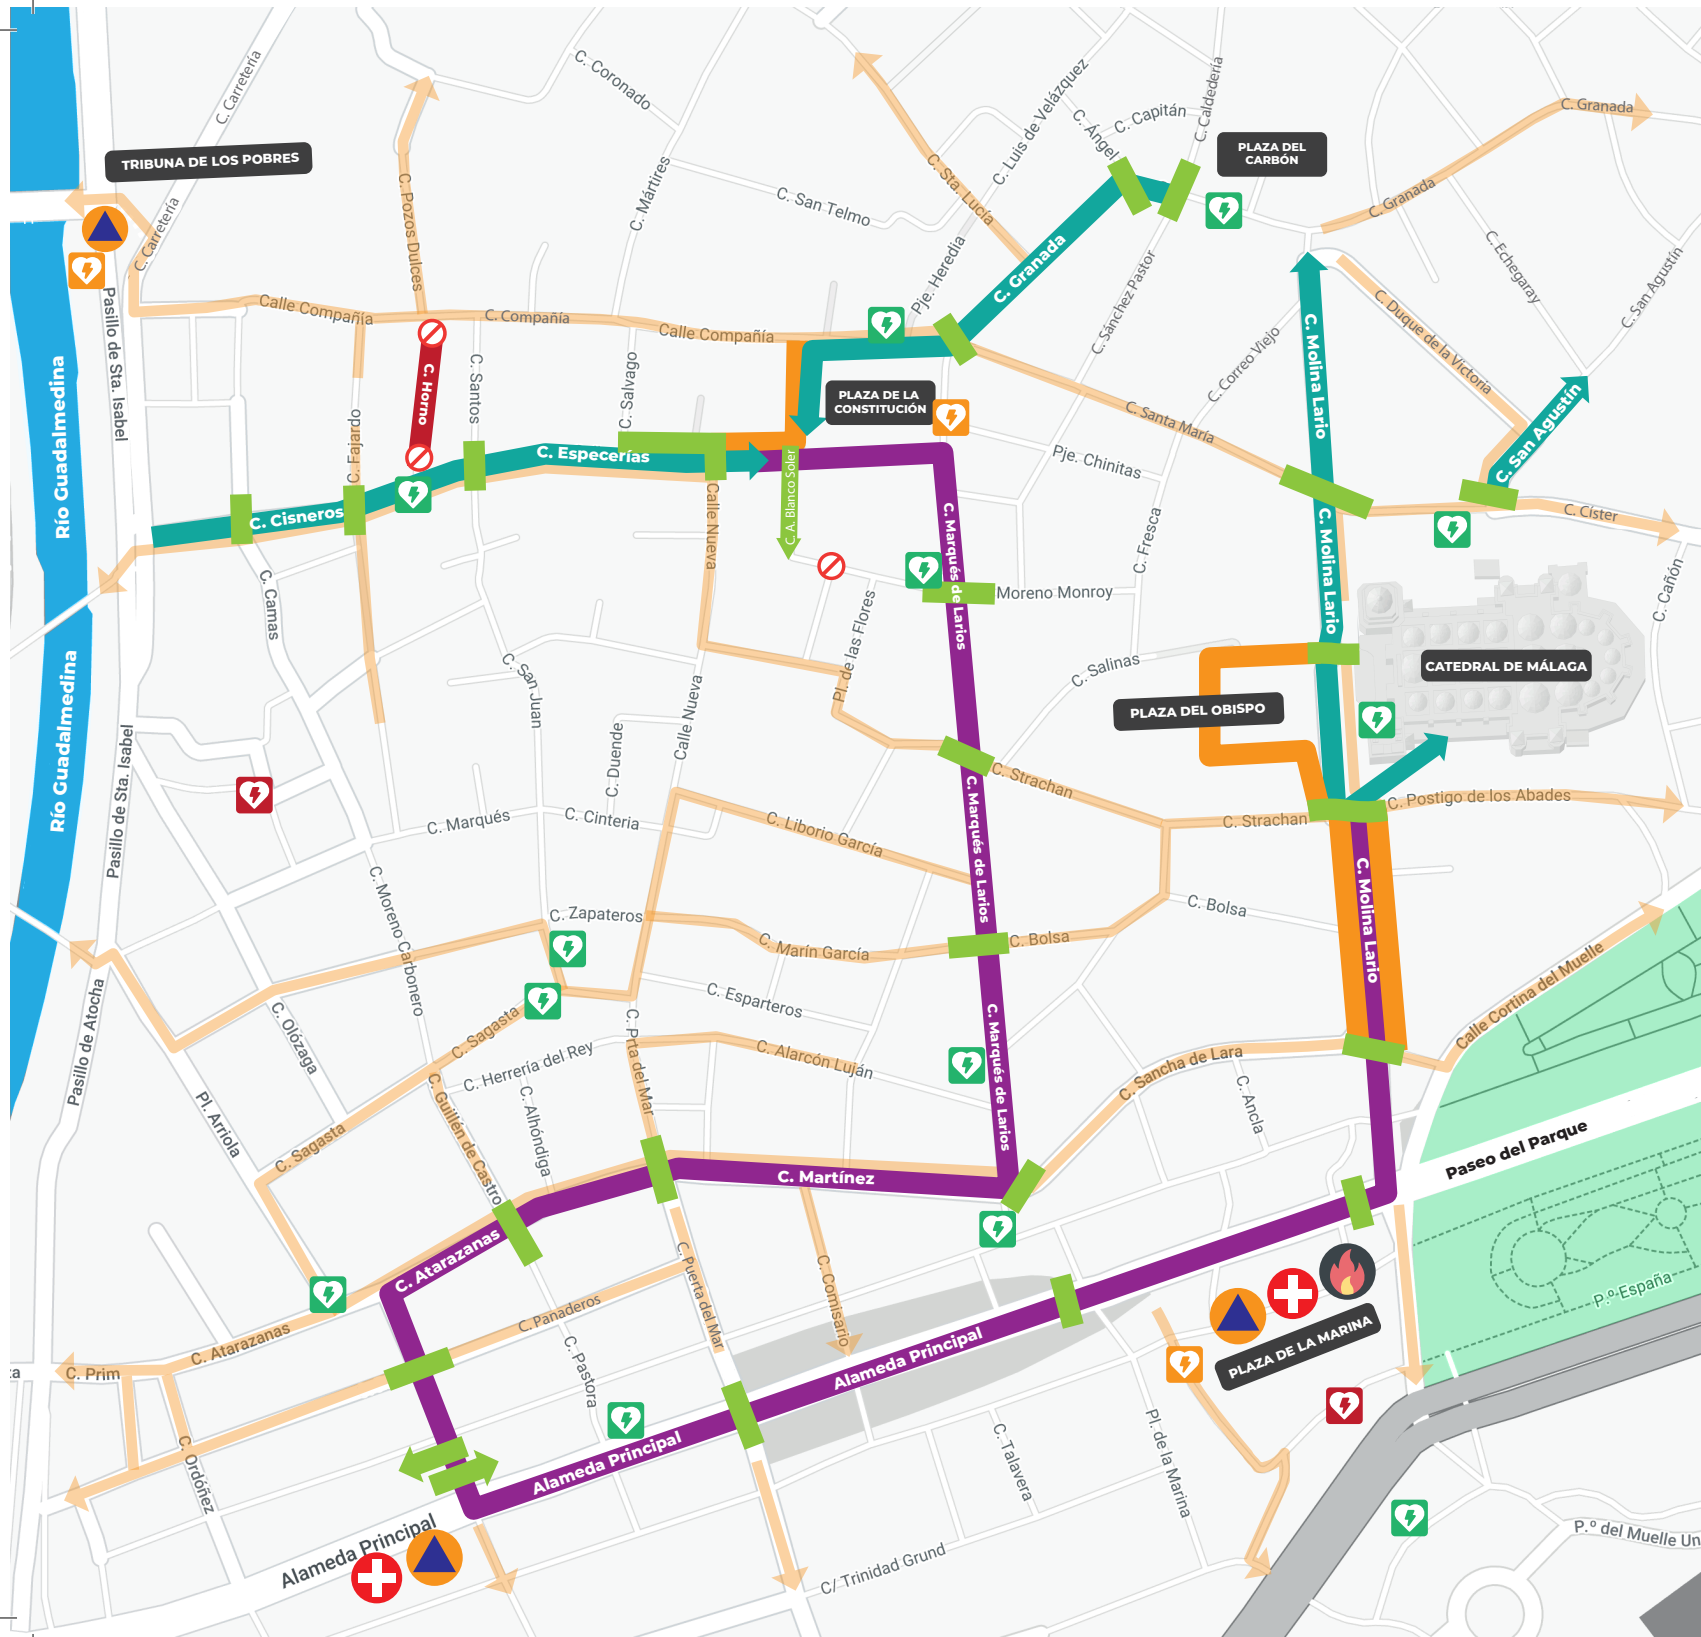 C. Carretería
C. Coronado
C. Luis de Velázquez
C. Ángel
C. Capitán
C. Caldedería
C. Granada
TRIBUNA DE LOS POBRES
PLAZA DEL
CARBÓN
C. Carretería
C. Pozos Dulces
C. Mártires
C. San Telmo
C. Sta. Lucía
C. Granada
C. Granada
Pje. Heredia
C. Sánchez Pastor
C. Echegaray
C. San Agustín
Pasillo de Sta. Isabel
Calle Compañía
C. Compañía
Calle Compañía
C. Duque de la Victoria
C. Correo Viejo
C. Molina Lario
Río Guadalmedina
C. Horno
C. Santos
C. Salvago
C. Fajardo
PLAZA DE LA
CONSTITUCIÓN
C. Santa María
C. San Agustín
C. Especerías
C. Cisneros
Calle Nueva
C. A. Blanco Soler
Pje. Chinitas
C. Fresca
C. Císter
C. Molina Lario
C. Marqués de Larios
Moreno Monroy
C. Camas
Pl. de las Flores
C. Salinas
C. Cañón
CATEDRAL DE MÁLAGA
PLAZA DEL OBISPO
C. San Juan
Calle Nueva
C. Duende
Río Guadalmedina
Pasillo de Sta. Isabel
C. Strachan
C. Strachan
C. Postigo de los Abades
C. Marqués
C. Cinteria
C. Liborio García
C. Marqués de Larios
C. Molina Lario
C. Moreno Carbonero
C. Zapateros
C. Marín García
C. Bolsa
C. Bolsa
Calle Cortina del Muelle
Pasillo de Atocha
C. Olózaga
C. Sagasta
C. Esparteros
C. Herrería del Rey
C. Prta del Mar
C. Alarcón Luján
C. Marqués de Larios
C. Sancha de Lara
C. Ancla
Pl. Arriola
C. Sagasta
C. Guillén de Castro
C. Alhóndiga
C. Martínez
Paseo del Parque
C. Atarazanas
C. Puerta del Mar
C. Comisario
P.º España
C. Atarazanas
C. Panaderos
C. Pastora
C. Prim
za
Alameda Principal
PLAZA DE LA MARINA
C. Ordóñez
Alameda Principal
C. Talavera
Pl. de la Marina
Alameda Principal
C/ Trinidad Grund
P.º del Muelle Un